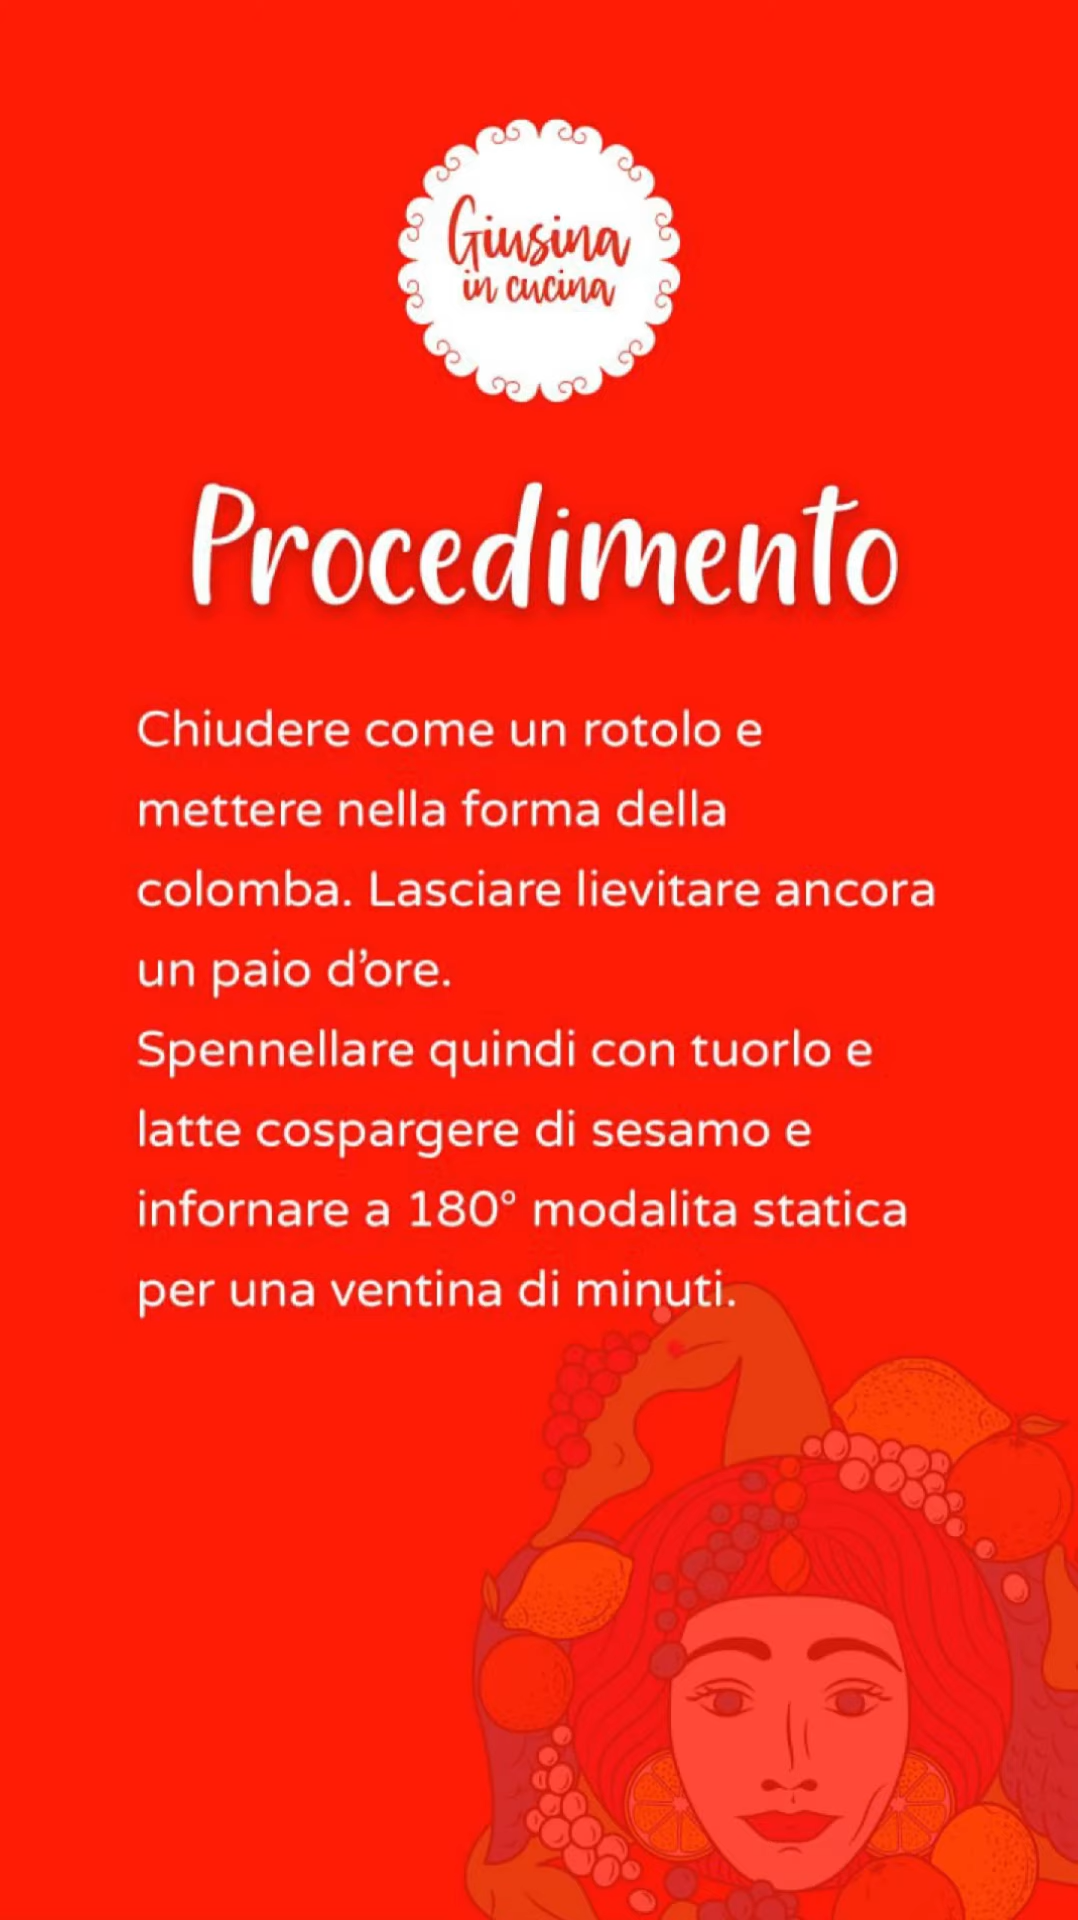 Giusina
in cucina
Procedimento
Chiudere come un rotolo e
mettere nella forma della
colomba. Lasciare lievitare ancora
un paio d’ore.
Spennellare quindi con tuorlo e
latte cospargere di sesamo e
infornare a 180° modalita statica
per una ventina di minuti.